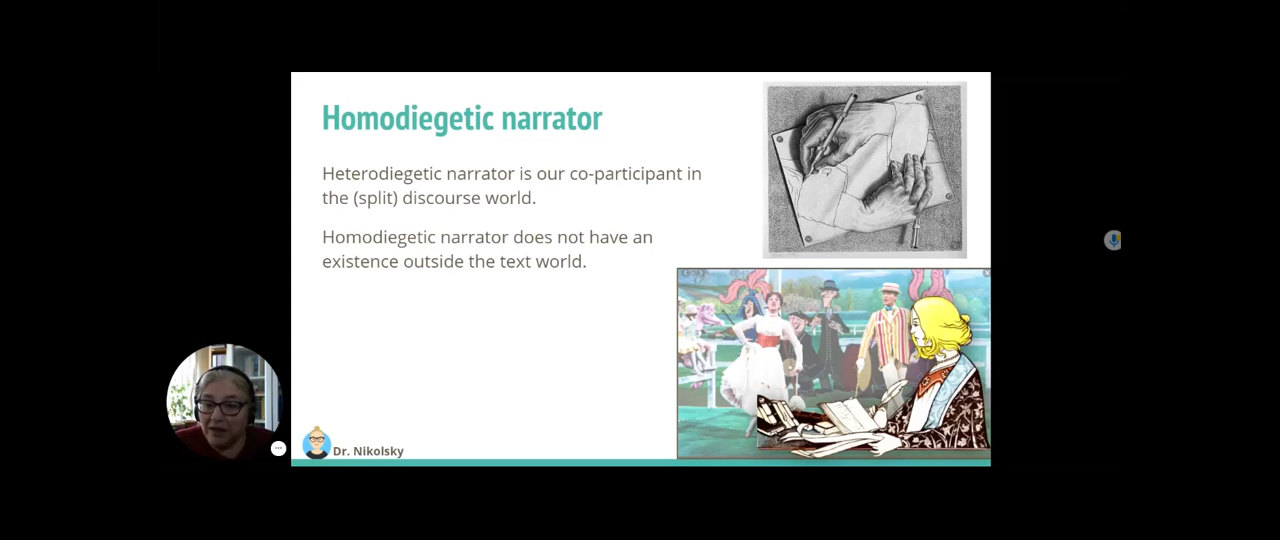 Homodiegetic narrator
Heterodiegetic narrator is our co-participant in
the (split) discourse world.
Homodiegetic narrator does not have an
existence outside the text world.
Dr. Nikolsky